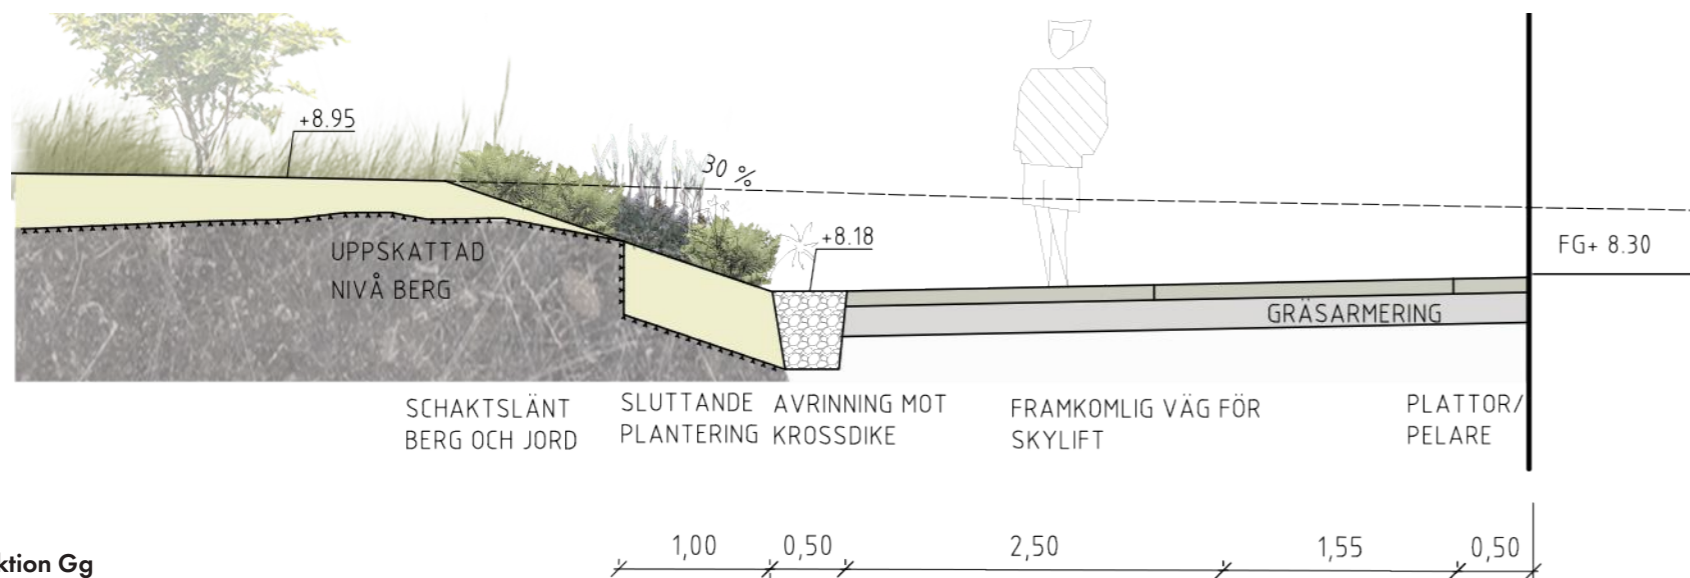 +8.95
30 %
+8.18
UPPSKATTAD
NIVÅ BERG
FG+ 8.30
GRÄSARMERING
SCHAKTSLÄNT
BERG OCH JORD
SLUTTANDE
PLANTERING
AVRINNING MOT
KROSSDIKE
FRAMKOMLIG VÄG FÖR
SKYLIFT
PLATTOR/
PELARE
1,00 0,50 2,50 1,55 0,50
ktion Gg